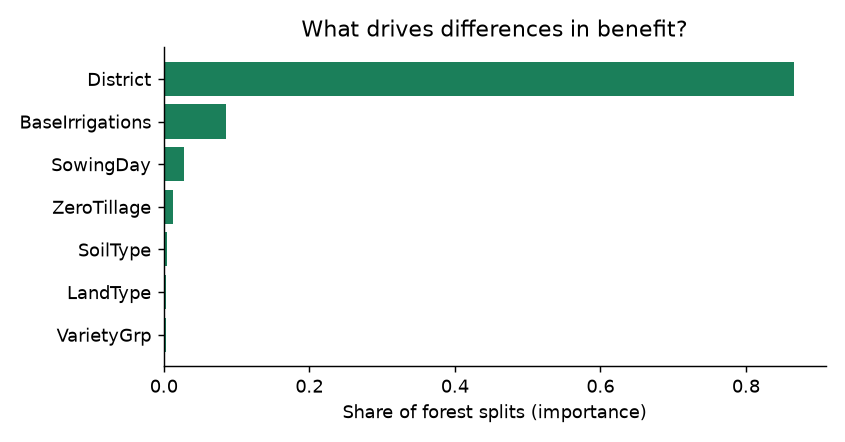 What drives differences in benefit?
District
BaseIrrigations
SowingDay
ZeroTillage
SoilType
LandType
VarietyGrp
0.0 0.2 0.4 0.6 0.8
Share of forest splits (importance)